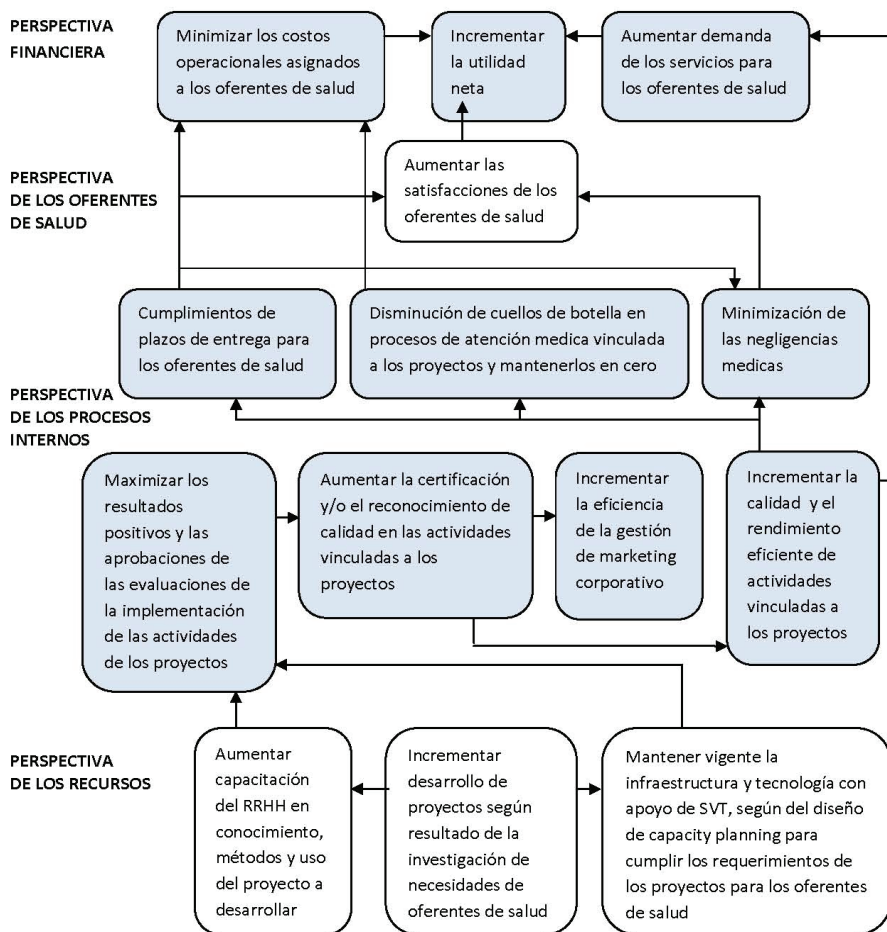 PERSPECTIVA
FINANCIERA
Minimizar los costos
operacionales asignados
a los oferentes de salud
Incrementar
la utilidad
neta
Aumentar demanda
de los servicios para
los oferentes de salud
PERSPECTIVA
DE LOS OFERENTES
DE SALUD
Aumentar las
satisfacciones de los
oferentes de salud
Cumplimientos de
plazos de entrega para
los oferentes de salud
Disminución de cuellos de botella en
procesos de atención medica vinculada
a los proyectos y mantenerlos en cero
Minimización de
las negligencias
medicas
PERSPECTIVA
DE LOS PROCESOS
INTERNOS
Maximizar los
resultados
positivos y las
aprobaciones de
las evaluaciones de
la implementación
de las actividades
de los proyectos
Aumentar la certificación
y/o el reconocimiento de
calidad en las actividades
vinculadas a los
proyectos
Incrementar
la eficiencia
de la gestión
de marketing
corporativo
Incrementar la
calidad y el
rendimiento
eficiente de
actividades
vinculadas a
los proyectos
PERSPECTIVA
DE LOS RECURSOS
Aumentar
capacitación
del RRHH en
conocimiento,
métodos y uso
del proyecto a
desarrollar
Incrementar
desarrollo de
proyectos según
resultado de la
investigación de
necesidades de
oferentes de salud
Mantener vigente la
infraestructura y tecnología con
apoyo de SVT, según del diseño
de capacity planning para
cumplir los requerimientos de
los proyectos para los oferentes
de salud